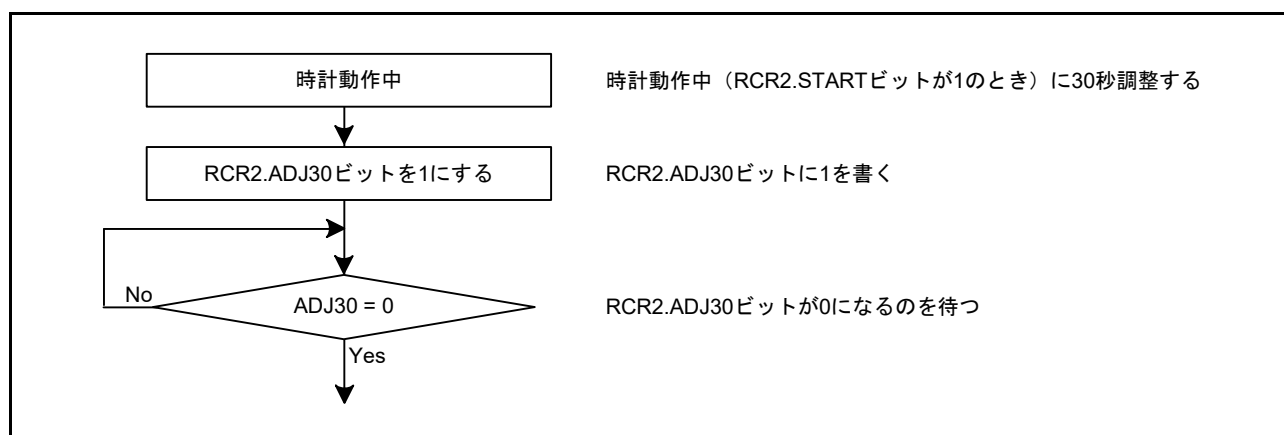 時計動作中
時計動作中（RCR2.STARTビットが1のとき）に30秒調整する
RCR2.ADJ30ビットを1にする
RCR2.ADJ30ビットに1を書く
No
ADJ30 = 0
RCR2.ADJ30ビットが0になるのを待つ
Yes